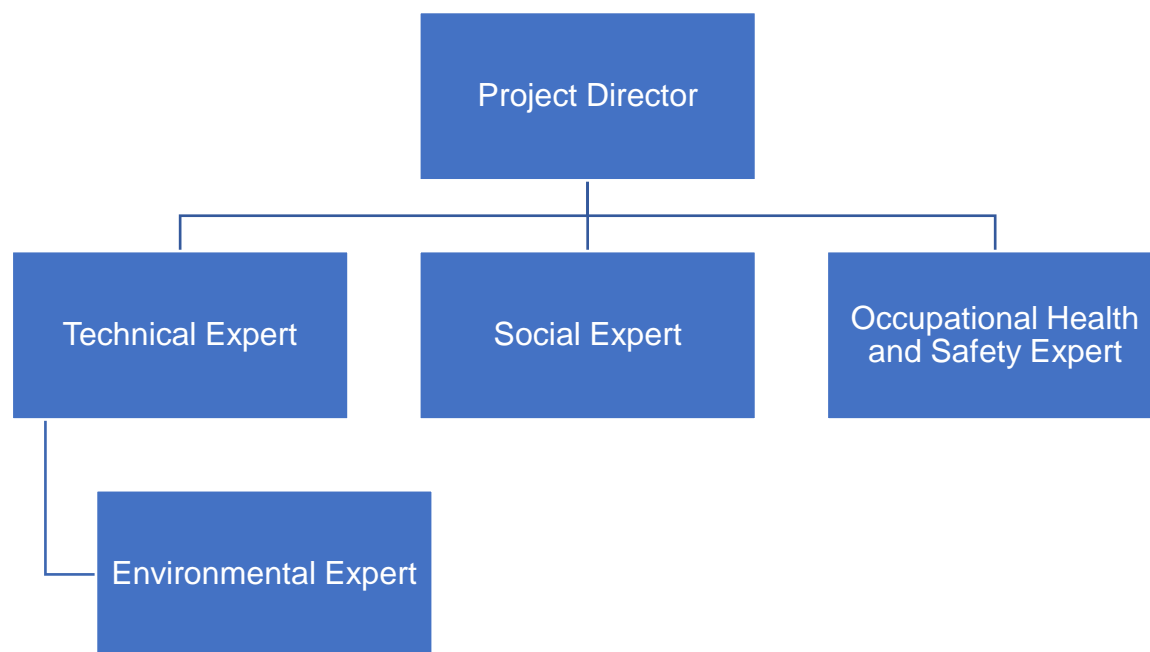 Project Director
Technical Expert
Social Expert
Occupational Health
and Safety Expert
Environmental Expert